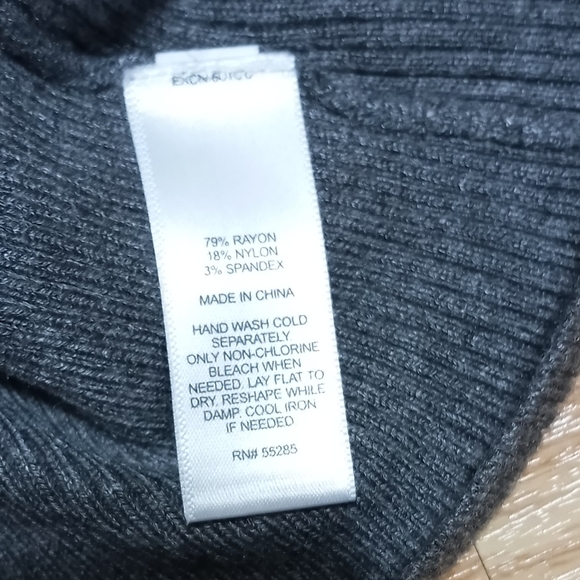 79% RAYON
18% NYLON
3% SPANDEX
MADE IN CHINA
HAND WASH COLD
SEPARATELY
ONLY NON-CHLORINE
BLEACH WHEN
NEEDED. LAY FLAT TO
DRY. RESHAPE WHILE
DAMP. COOL IRON
IF NEEDED
RN# 55285